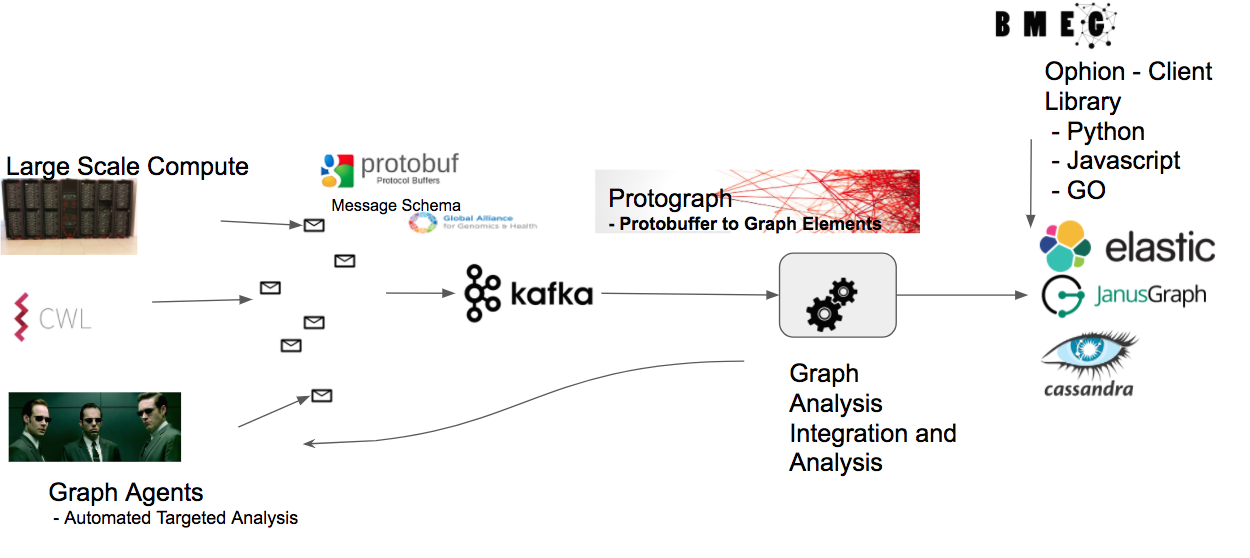 BMEG
Ophion - Client
Library
- Python
- Javascript
- GO
Large Scale Compute
protobuf
Protocol Buffers
Message Schema
Global Alliance
for Genomics & Health
Protograph
- Protobuffer to Graph Elements
elastic
kafka
JanusGraph
CWL
cassandra
Graph
Analysis
Integration and
Analysis
Graph Agents
- Automated Targeted Analysis